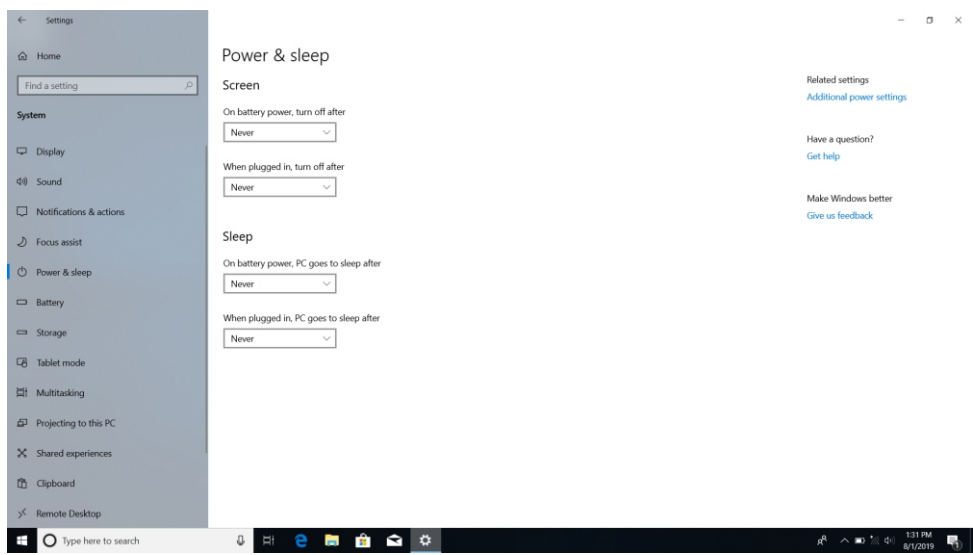 Settings
Home
Find a setting
System
Display
Sound
Notifications & actions
Focus assist
Power & sleep
Battery
Storage
Tablet mode
Multitasking
Projecting to this PC
Shared experiences
Clipboard
Remote Desktop
Power & sleep
Screen
On battery power, turn off after
Never
When plugged in, turn off after
Never
Sleep
On battery power, PC goes to sleep after
Never
When plugged in, PC goes to sleep after
Never
Related settings
Additional power settings
Have a question?
Get help
Make Windows better
Give us feedback
Type here to search
1:31 PM
8/1/2019
1